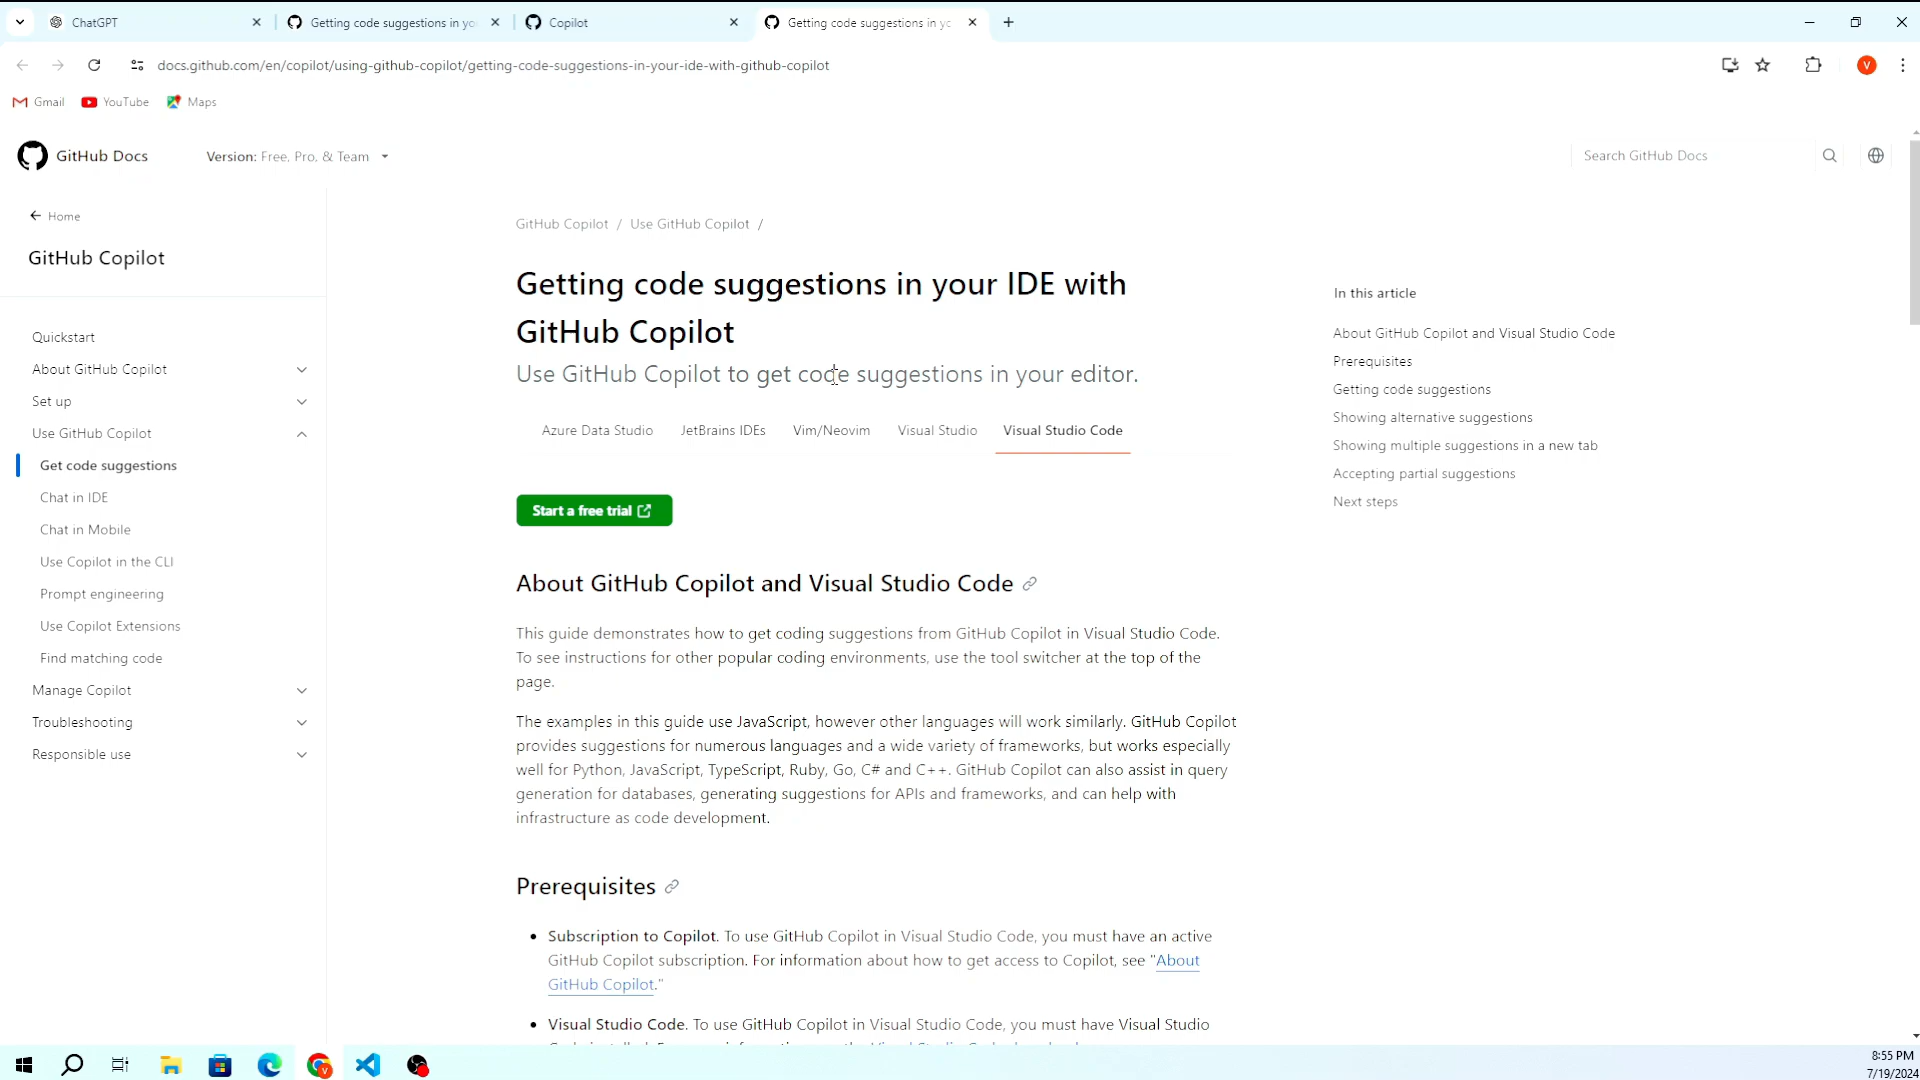 ChatGPT
Getting code suggestions in yo
Copilot
Getting code suggestions in yc
docs.github.com/en/copilot/using-github-copilot/getting-code-suggestions-in-your-ide-with-github-copilot
V
Gmail
YouTube
Maps
GitHub Docs
Version: Free, Pro, & Team
Search GitHub Docs
Home
GitHub Copilot
Quickstart
About GitHub Copilot
Set up
Use GitHub Copilot
Get code suggestions
Chat in IDE
Chat in Mobile
Use Copilot in the CLI
Prompt engineering
Use Copilot Extensions
Find matching code
Manage Copilot
Troubleshooting
Responsible use
GitHub Copilot / Use GitHub Copilot /
Getting code suggestions in your IDE with
GitHub Copilot
Use GitHub Copilot to get code suggestions in your editor.
Azure Data Studio
JetBrains IDEs
Vim/Neovim
Visual Studio
Visual Studio Code
Start a free trial
About GitHub Copilot and Visual Studio Code
This guide demonstrates how to get coding suggestions from GitHub Copilot in Visual Studio Code.
To see instructions for other popular coding environments, use the tool switcher at the top of the
page.
The examples in this guide use JavaScript, however other languages will work similarly. GitHub Copilot
provides suggestions for numerous languages and a wide variety of frameworks, but works especially
well for Python, JavaScript, TypeScript, Ruby, Go, C# and C++. GitHub Copilot can also assist in query
generation for databases, generating suggestions for APIs and frameworks, and can help with
infrastructure as code development.
Prerequisites
• Subscription to Copilot. To use GitHub Copilot in Visual Studio Code, you must have an active
GitHub Copilot subscription. For information about how to get access to Copilot, see "About
GitHub Copilot."
• Visual Studio Code. To use GitHub Copilot in Visual Studio Code, you must have Visual Studio
In this article
About GitHub Copilot and Visual Studio Code
Prerequisites
Getting code suggestions
Showing alternative suggestions
Showing multiple suggestions in a new tab
Accepting partial suggestions
Next steps
8:55 PM
7/19/2024